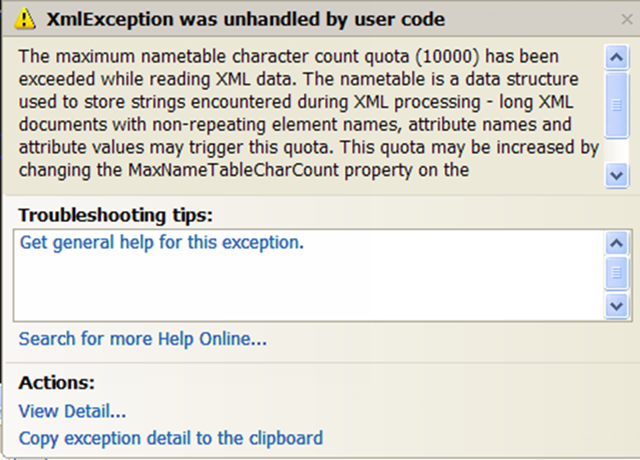 XmlException was unhandled by user code
The maximum nametable character count quota (10000) has been
exceeded while reading XML data. The nametable is a data structure
used to store strings encountered during XML processing - long XML
documents with non-repeating element names, attribute names and
attribute values may trigger this quota. This quota may be increased by
changing the MaxNameTableCharCount property on the
Troubleshooting tips:
Get general help for this exception.
Search for more Help Online...
Actions:
View Detail...
Copy exception detail to the clipboard